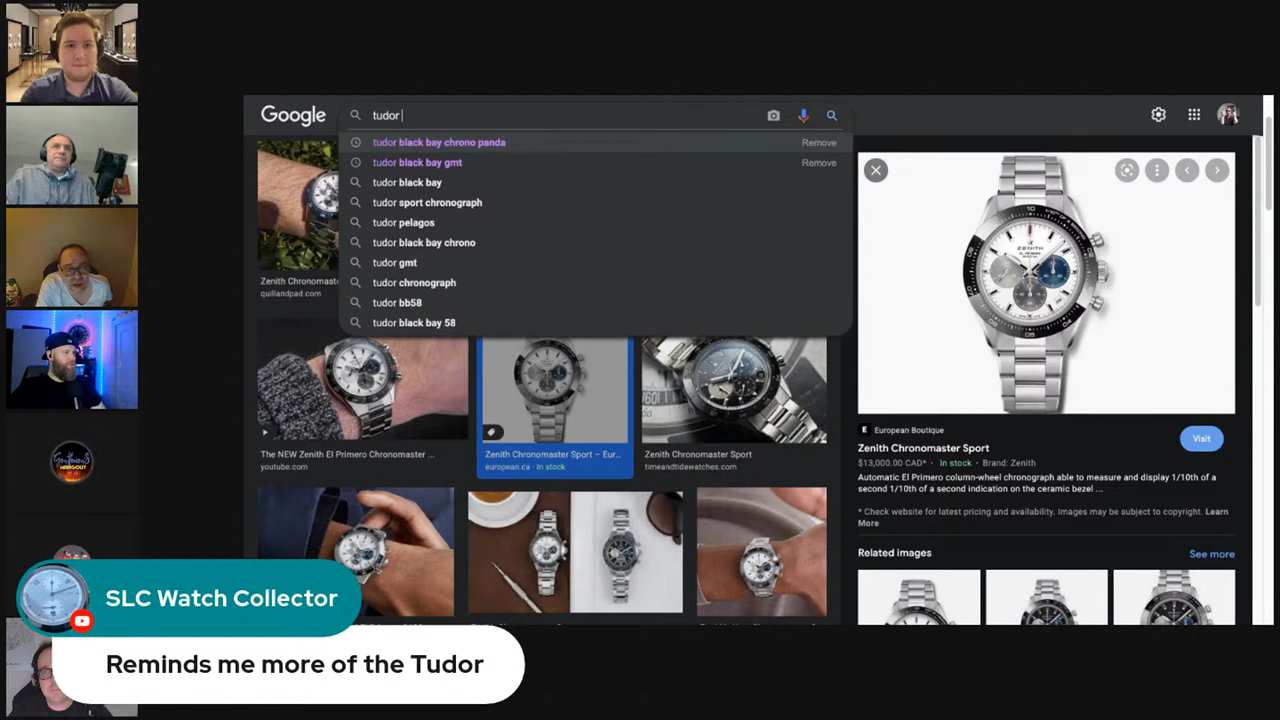 Google
tudor
tudor black bay chrono panda
Remove
tudor black bay gmt
Remove
tudor black bay
tudor sport chronograph
tudor pelagos
tudor black bay chrono
tudor gmt
tudor chronograph
tudor bb58
tudor black bay 58
Zenith Chronomast
quillandpad.com
The NEW Zenith El Primero Chronomaster ...
youtube.com
Zenith Chronomaster Sport – Eur...
european.ca · In stock
Zenith Chronomaster Sport
timeandtidewatches.com
ZENITH
E European Boutique
Zenith Chronomaster Sport
Visit
$13,000.00 CAD* · In stock · Brand: Zenith
Automatic El Primero column-wheel chronograph able to measure and display 1/10th of a
second 1/10th of a second indication on the ceramic bezel ...
* Check website for latest pricing and availability. Images may be subject to copyright. Learn
More
Related images
See more
HANGOUT
SLC Watch Collector
Reminds me more of the Tudor